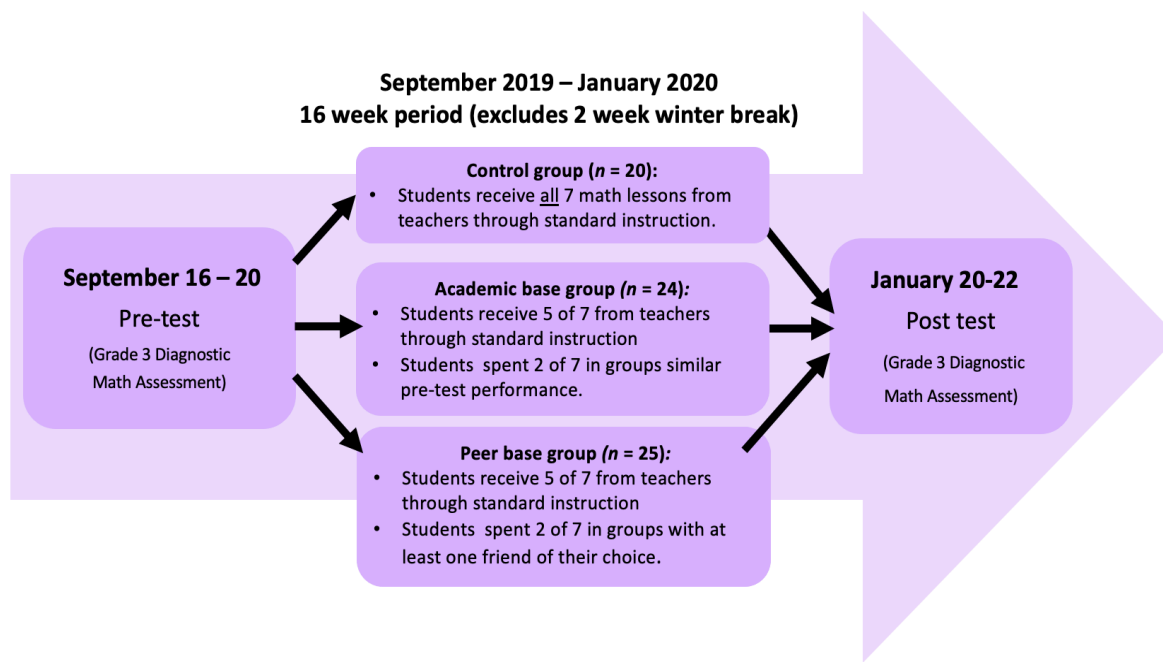 September 2019 – January 2020
16 week period (excludes 2 week winter break)
September 16 – 20
Pre-test
(Grade 3 Diagnostic
Math Assessment)
Control group (n = 20):
• Students receive all 7 math lessons from
teachers through standard instruction.
Academic base group (n = 24):
• Students receive 5 of 7 from teachers
through standard instruction
• Students spent 2 of 7 in groups similar
pre-test performance.
Peer base group (n = 25):
• Students receive 5 of 7 from teachers
through standard instruction
• Students spent 2 of 7 in groups with at
least one friend of their choice.
January 20-22
Post test
(Grade 3 Diagnostic
Math Assessment)